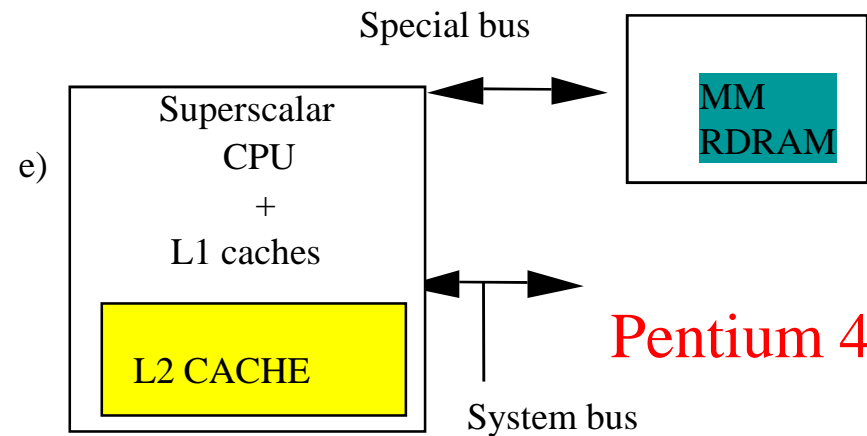 Special bus
e)
Superscalar
CPU
+
L1 caches
L2 CACHE
MM
RDRAM
Pentium 4
System bus